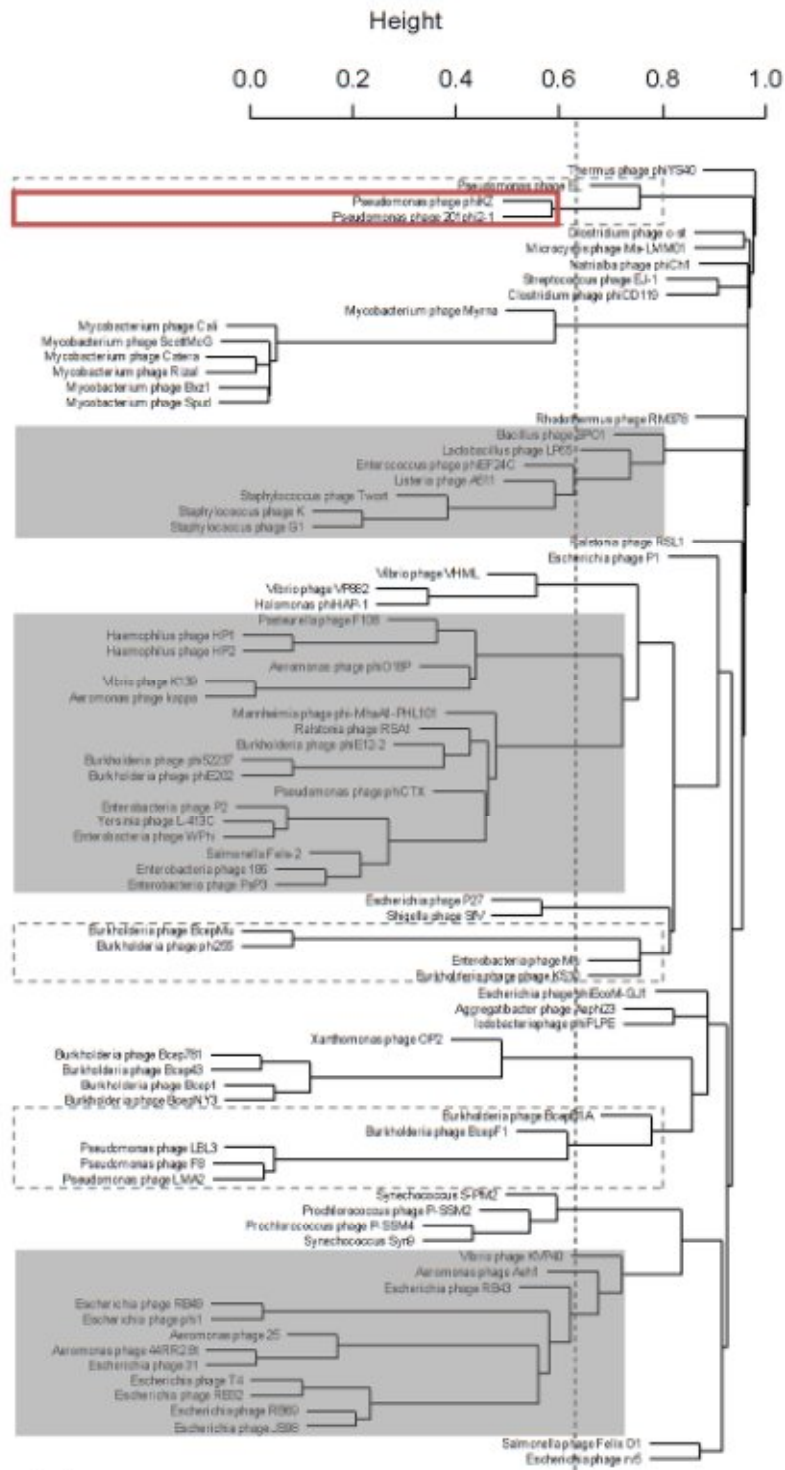 Height
0.0 0.2 0.4 0.6 0.8 1.0
Thermus phage phiYS40
Pseudomonas phage
Pseudomonas phage phiKZ
Pseudomonas phage 201phi2-1
Clostridium phage c-st
Microcystis phage Ma-LMM01
Natrialba phage phiCh1
Streptococcus phage EJ-1
Clostridium phage phiCD119
Mycobacterium phage Myrna
Mycobacterium phage Cali
Mycobacterium phage ScottMcG
Mycobacterium phage Catera
Mycobacterium phage Rizal
Mycobacterium phage Bxz1
Mycobacterium phage Spud
Rhodothermus phage RM378
Bacillus phage SPO1
Lactobacillus phage LP65
Enterococcus phage phiEF24C
Listeria phage A511
Staphylococcus phage Twort
Staphylococcus phage K
Staphylococcus phage G1
Ralstonia phage RSL1
Escherichia phage P1
Vibrio phage VHML
Vibrio phage VP882
Halomonas phiHAP-1
Pasteurella phage F108
Haemophilus phage HP1
Haemophilus phage HP2
Aeromonas phage phiO18P
Vibrio phage K139
Aeromonas phage kappa
Mannheimia phage phi-MhaA1-PHL101
Ralstonia phage RSA1
Burkholderia phage phiE12-2
Burkholderia phage phi52237
Burkholderia phage phiE202
Pseudomonas phage phiCTX
Enterobacteria phage P2
Yersinia phage L-413C
Enterobacteria phage WPhi
Salmonella Fels-2
Enterobacteria phage 186
Enterobacteria phage PsP3
Escherichia phage P27
Shigella phage SfV
Burkholderia phage BcepMu
Burkholderia phage phi255
Enterobacteria phage Mu
Burkholderia phage phage KS10
Escherichia phage phiEcoM-GJ1
Aggregatibacter phage Aaphi23
Iodobacteriaphage phiPLPE
Xanthomonas phage OP2
Burkholderia phage Bcep781
Burkholderia phage Bcep43
Burkholderia phage Bcep1
Burkholderia phage BcepNY3
Burkholderia phage
Burkholderia phage BcepF1
Pseudomonas phage LBL3
Pseudomonas phage F8
Pseudomonas phage LMA2
Synechococcus S-PM2
Prochlorococcus phage P-SSM2
Prochlorococcus phage P-SSM4
Synechococcus Syn9
Vibrio phage KVP40
Aeromonas phage Aeh1
Escherichia phage RB43
Escherichia phage RB49
Escherichia phage phi1
Aeromonas phage 25
Aeromonas phage 44RR2.8t
Escherichia phage 31
Escherichia phage T4
Escherichia phage RB32
Escherichia phage RB69
Escherichia phage JS98
Salmonella phage Felix O1
Escherichia phage rv5